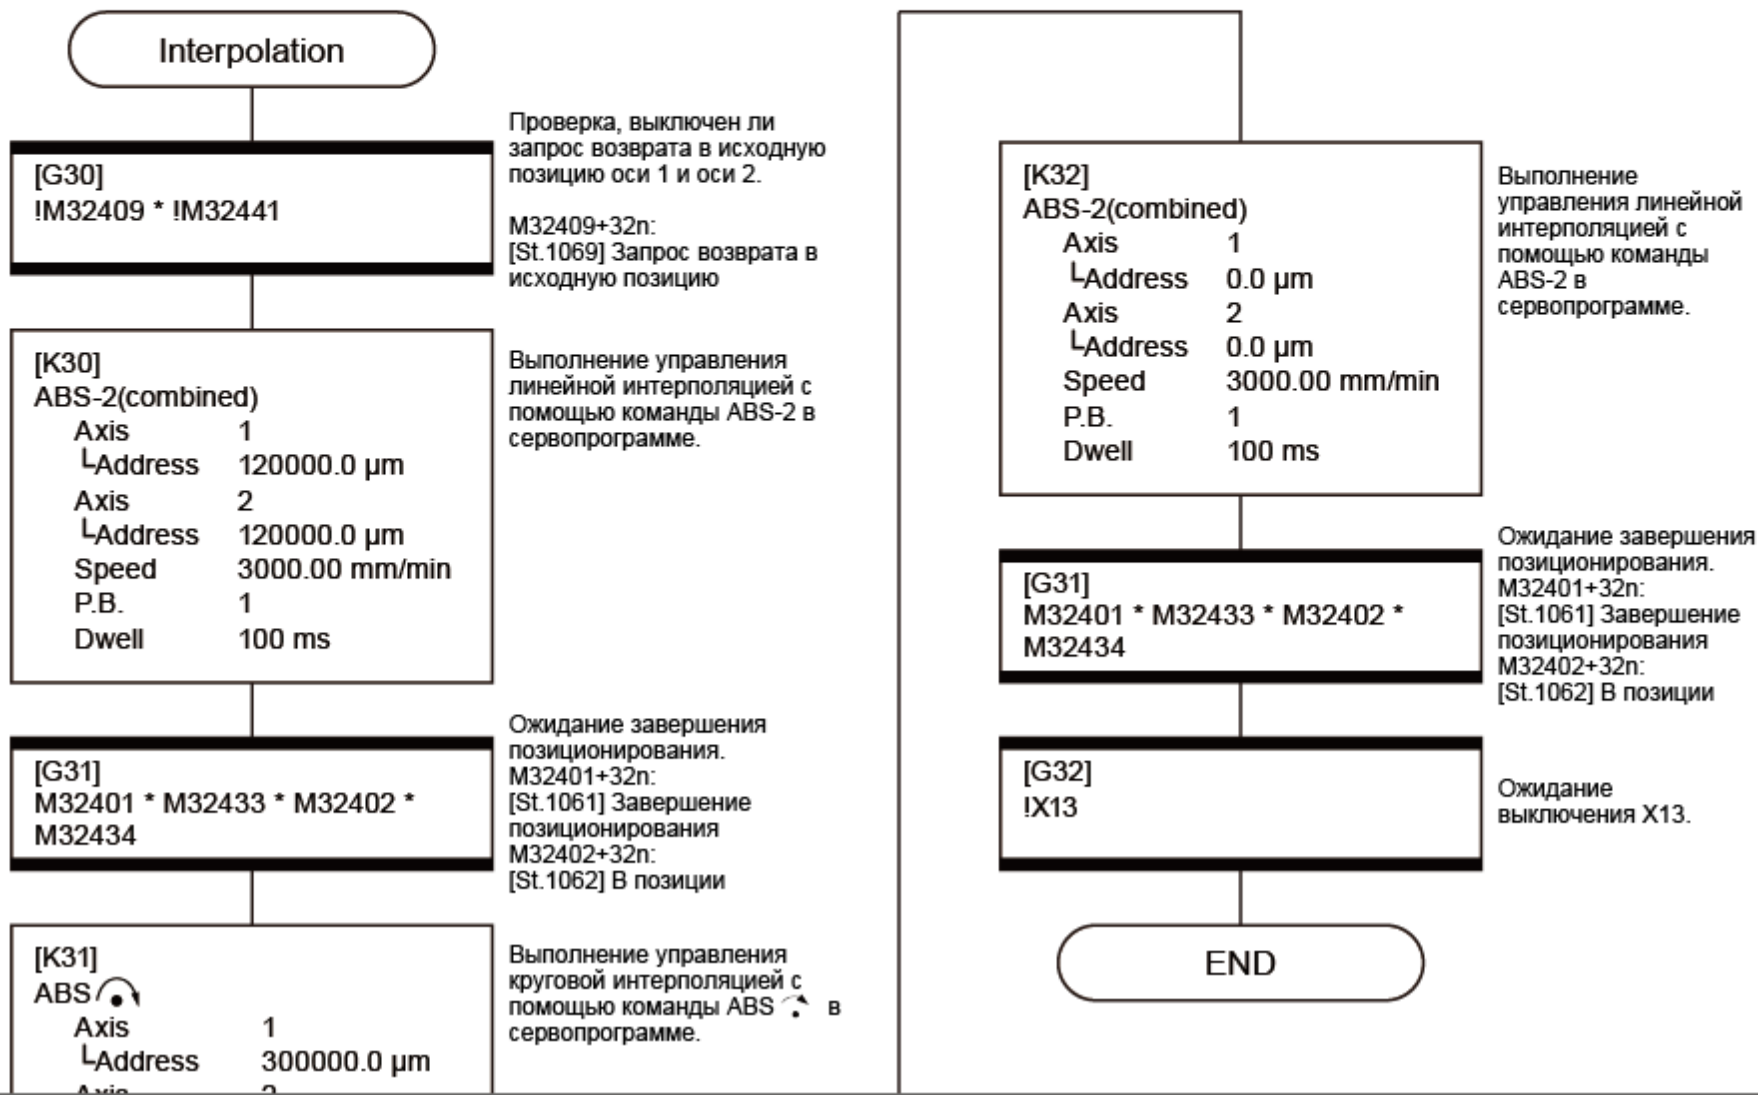 Interpolation
[G30]
!M32409 * !M32441
Проверка, выключен ли
запрос возврата в исходную
позицию оси 1 и оси 2.
M32409+32n:
[St.1069] Запрос возврата в
исходную позицию
[K30]
ABS-2(combined)
Axis 1
└Address 120000.0 µm
Axis 2
└Address 120000.0 µm
Speed 3000.00 mm/min
P.B. 1
Dwell 100 ms
Выполнение управления
линейной интерполяцией с
помощью команды ABS-2 в
сервопрограмме.
[G31]
M32401 * M32433 * M32402 *
M32434
Ожидание завершения
позиционирования.
M32401+32n:
[St.1061] Завершение
позиционирования
M32402+32n:
[St.1062] В позиции
[K31]
ABS
Axis 1
└Address 300000.0 µm
Axis 2
Выполнение управления
круговой интерполяцией с
помощью команды ABS в
сервопрограмме.
[K32]
ABS-2(combined)
Axis 1
└Address 0.0 µm
Axis 2
└Address 0.0 µm
Speed 3000.00 mm/min
P.B. 1
Dwell 100 ms
Выполнение
управления линейной
интерполяцией с
помощью команды
ABS-2 в
сервопрограмме.
[G31]
M32401 * M32433 * M32402 *
M32434
Ожидание завершения
позиционирования.
M32401+32n:
[St.1061] Завершение
позиционирования
M32402+32n:
[St.1062] В позиции
[G32]
!X13
Ожидание
выключения X13.
END